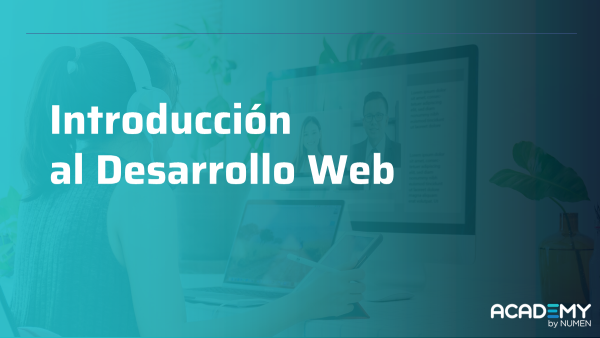 Introducción
al Desarrollo Web
ACADEMY
by NUMEN